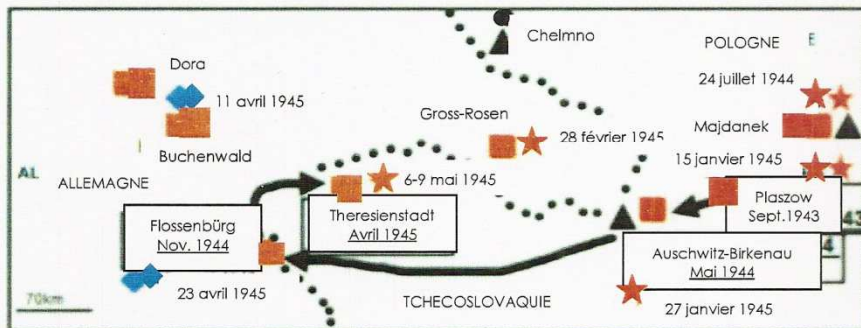 Chelmno
POLOGNE E
Dora
24 juillet 1944
11 avril 1945
Gross-Rosen
28 février 1945
Majdanek
Buchenwald
15 janvier 1945
AL
ALLEMAGNE
6-9 mai 1945
Flossenbürg
Nov. 1944
Theresienstadt
Avril 1945
Plaszow
Sept.1943
43
4
Auschwitz-Birkenau
Mai 1944
23 avril 1945
70km
TCHECOSLOVAQUIE
27 janvier 1945